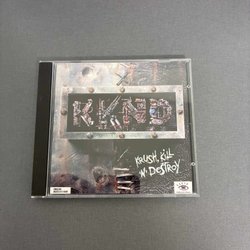 KKND
KRUSH, KILL
'N' DESTROY